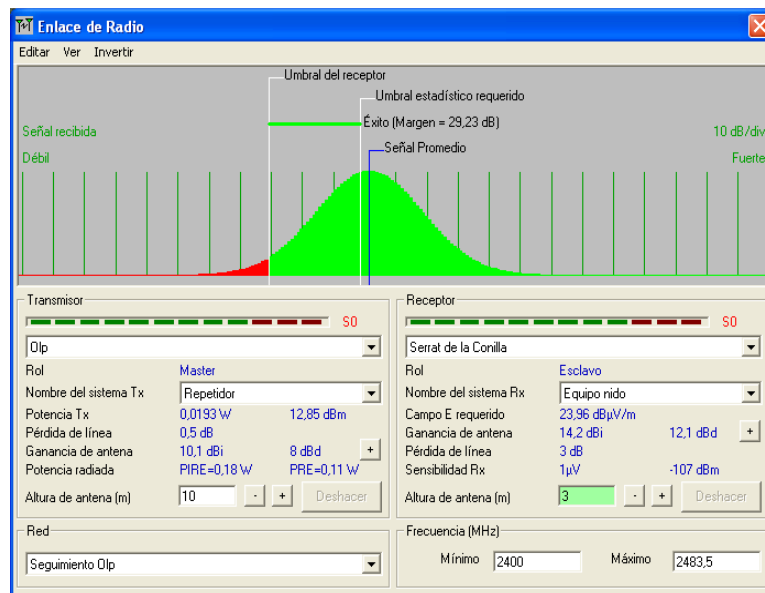 Enlace de Radio
Editar Ver Invertir
Umbral del receptor
Umbral estadístico requerido
Éxito (Margen = 29,23 dB)
Señal recibida
10 dB/div
Señal Promedio
Débil
Fuerte
Transmisor
S0
Olp
Rol Master
Nombre del sistema Tx Repetidor
Potencia Tx 0,0193 W 12,85 dBm
Pérdida de línea 0,5 dB
Ganancia de antena 10,1 dBi 8 dBd +
Potencia radiada PIRE=0,18 W PRE=0,11 W
Altura de antena (m) 10 - + Deshacer
Receptor
S0
Serrat de la Conilla
Rol Esclavo
Nombre del sistema Rx Equipo nido
Campo E requerido 23,96 dBµV/m
Ganancia de antena 14,2 dBi 12,1 dBd +
Pérdida de línea 3 dB
Sensibilidad Rx 1µV -107 dBm
Altura de antena (m) 3 - + Deshacer
Red
Seguimiento Olp
Frecuencia (MHz)
Mínimo 2400 Máximo 2483,5